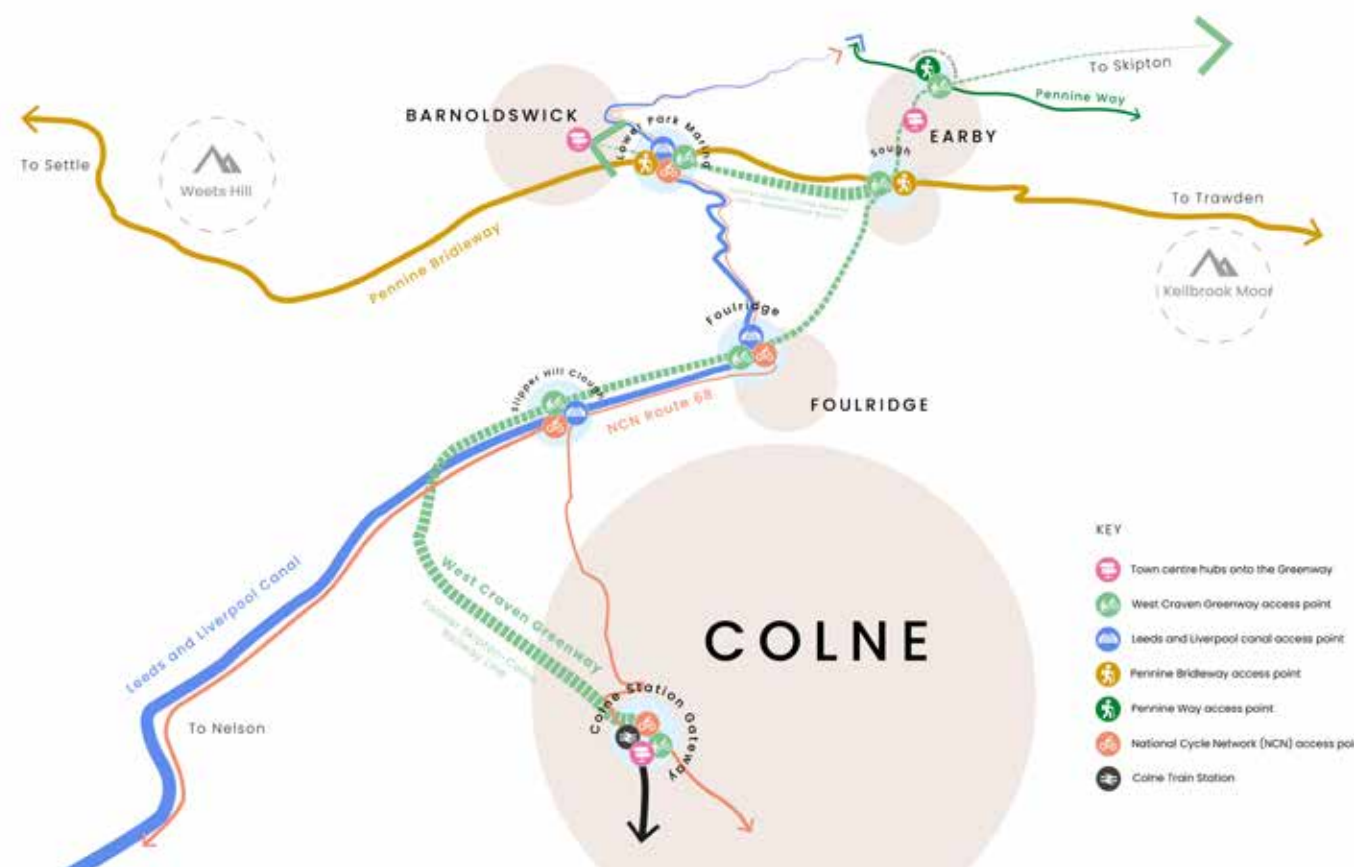 To Skipton
Pennine Way
BARNOLDSWICK
Lower Park Marina
EARBY
Sough
To Settle
Weets Hill
To Trawden
Pennine Bridleway
Kelbrook Moor
Foulridge
Slipper Hill Clough
NCN Route 68
FOULRIDGE
COLNE
Leeds and Liverpool Canal
West Craven Greenway
Former Skipton-Colne
Railway Line
Colne Station Gateway
To Nelson
KEY
Town centre hubs onto the Greenway
West Craven Greenway access point
Leeds and Liverpool canal access point
Pennine Bridleway access point
Pennine Way access point
National Cycle Network (NCN) access poi
Colne Train Station